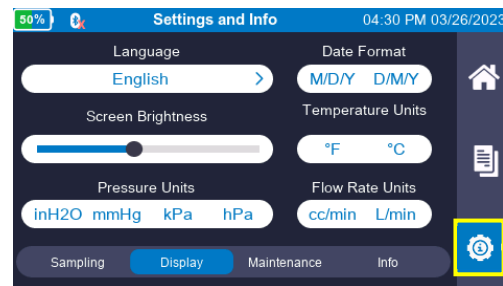 50% Settings and Info 04:30 PM 03/26/2023
Language Date Format
English M/D/Y D/M/Y
Screen Brightness Temperature Units
°F °C
Pressure Units Flow Rate Units
inH2O mmHg kPa hPa cc/min L/min
Sampling Display Maintenance Info